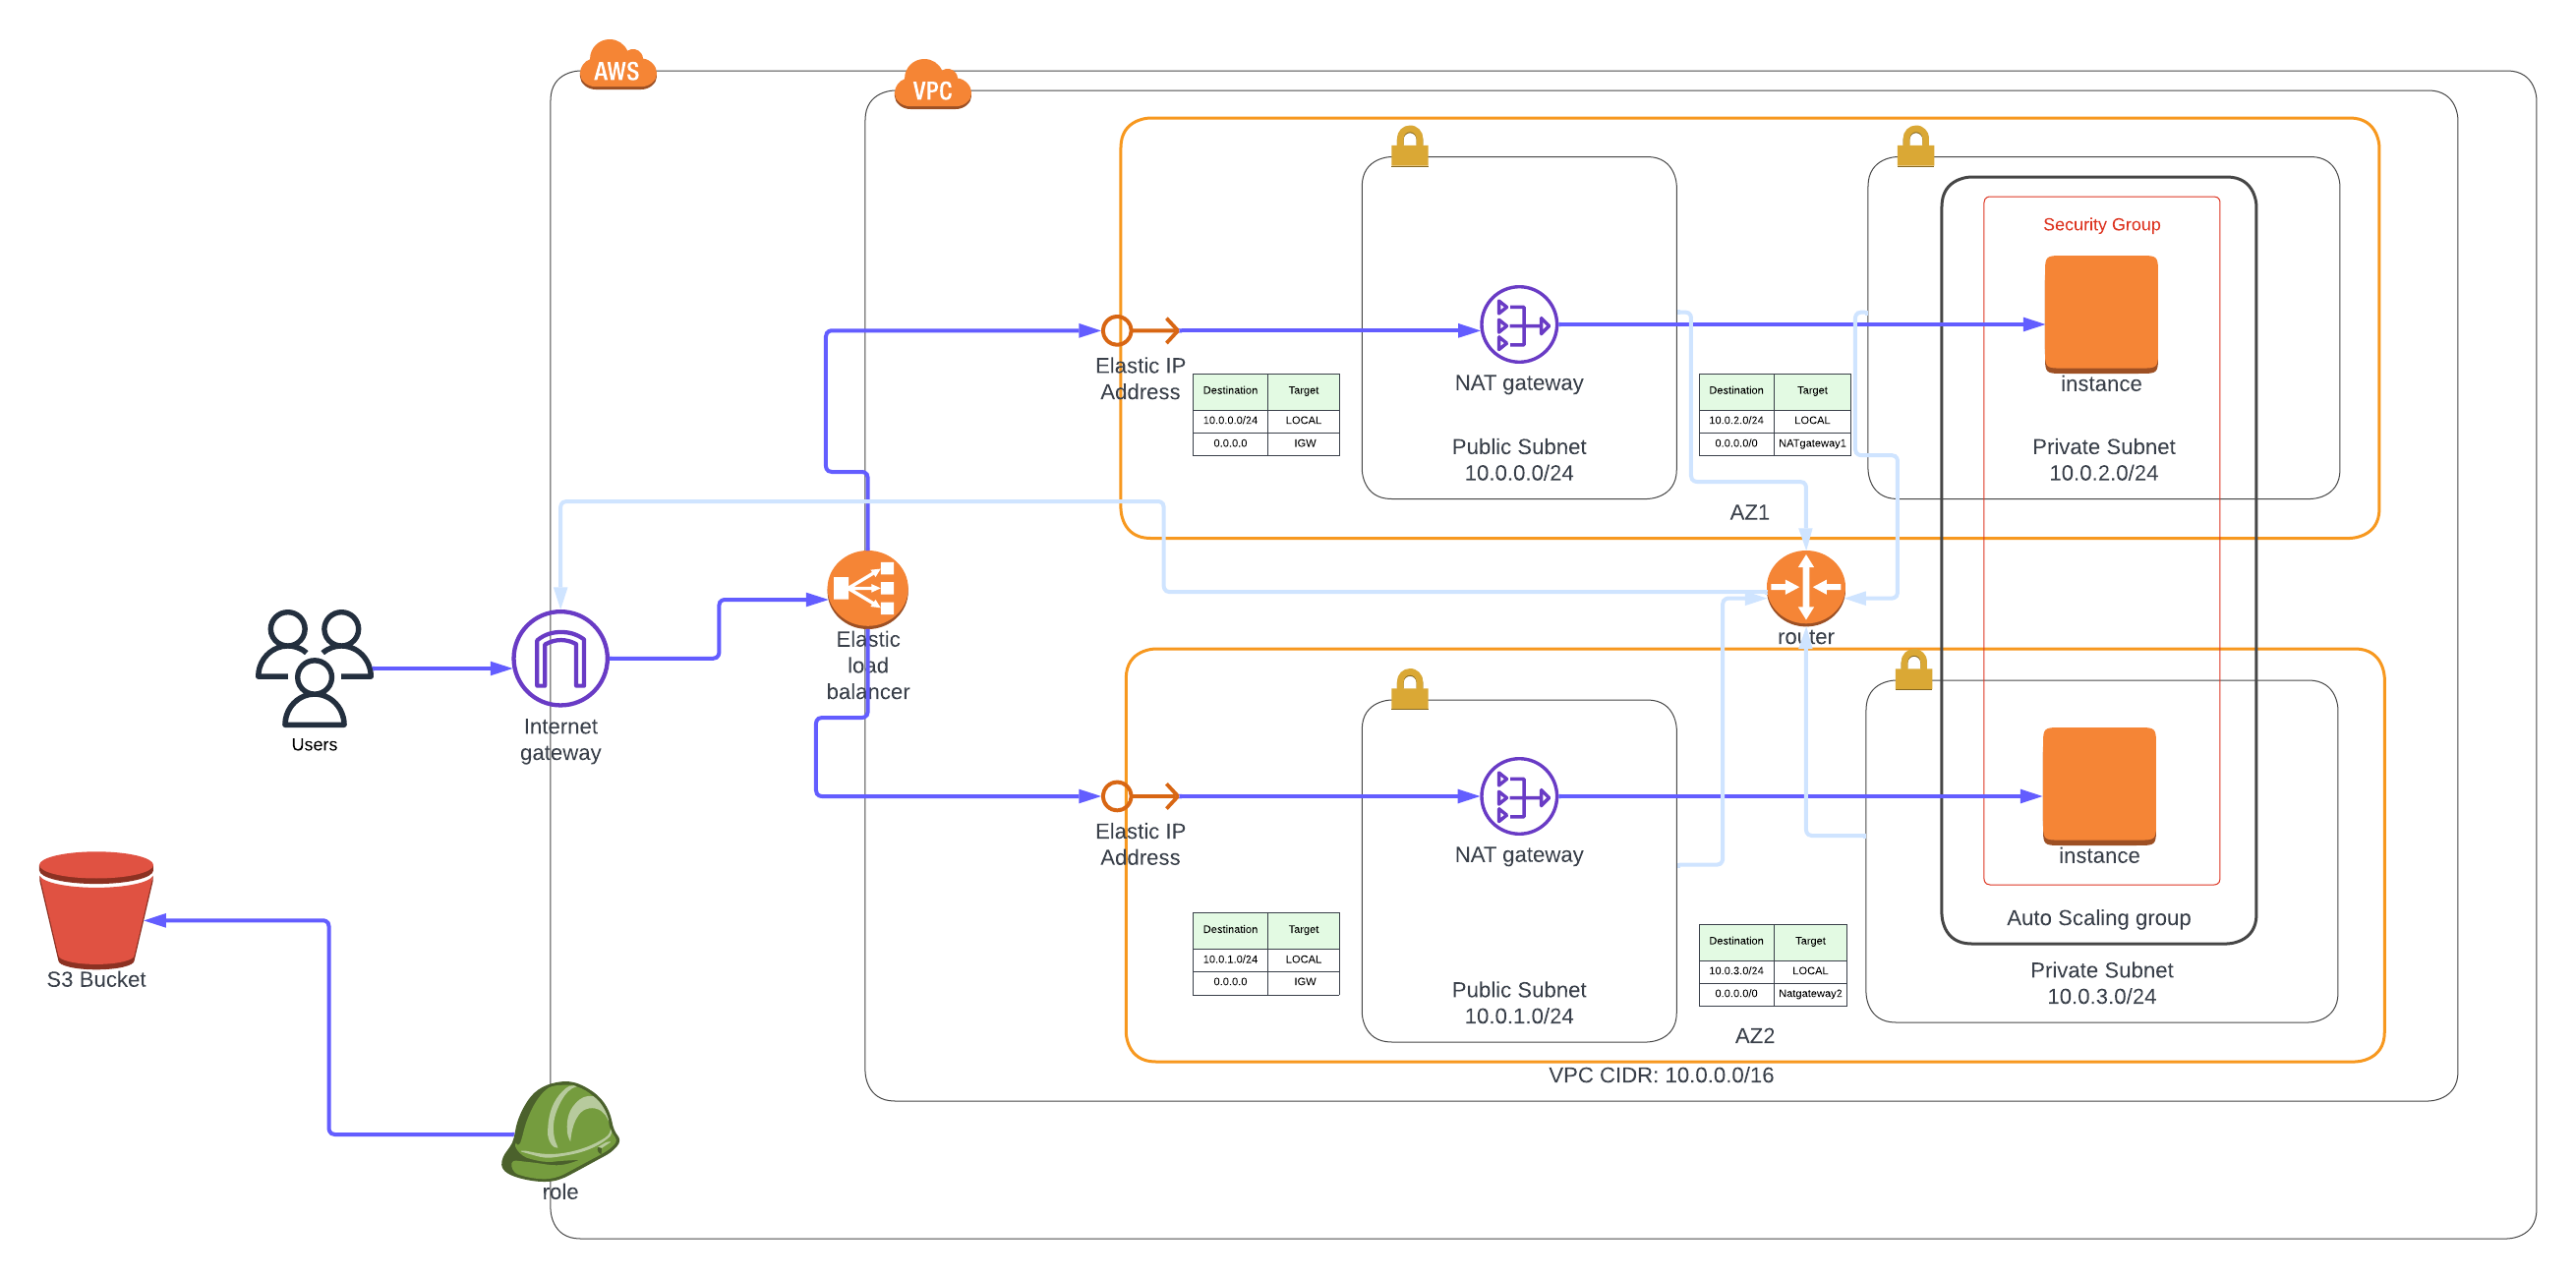 AWS
VPC
Security Group
instance
Private Subnet
10.0.2.0/24
NAT gateway
Public Subnet
10.0.0.0/24
Elastic IP
Address
Destination Target
10.0.0.0/24 LOCAL
0.0.0.0 IGW
Destination Target
10.0.2.0/24 LOCAL
0.0.0.0/0 NATgateway1
AZ1
router
Elastic
load
balancer
Internet
gateway
Users
Elastic IP
Address
NAT gateway
instance
Destination Target
10.0.1.0/24 LOCAL
0.0.0.0 IGW
Public Subnet
10.0.1.0/24
Destination Target
10.0.3.0/24 LOCAL
0.0.0.0/0 Natgateway2
Auto Scaling group
Private Subnet
10.0.3.0/24
AZ2
VPC CIDR: 10.0.0.0/16
S3 Bucket
role